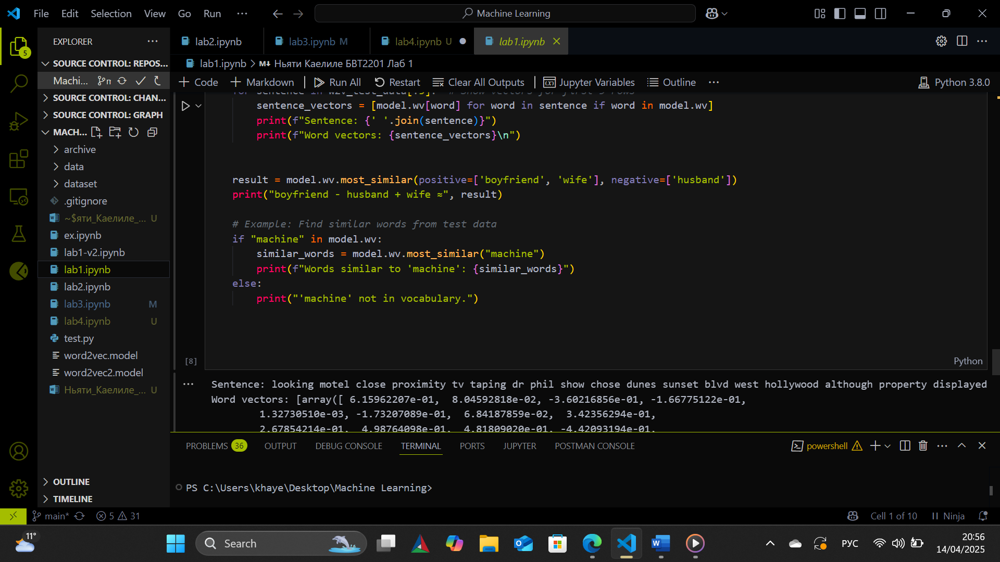 File Edit Selection View Go Run ··· Machine Learning
EXPLORER ···
5
SOURCE CONTROL: REPOS...
Machi...
SOURCE CONTROL: CHAN...
SOURCE CONTROL: GRAPH
MACH...
archive
data
dataset
.gitignore
~$яти_Каелиле_... U
ex.ipynb
lab1-v2.ipynb
lab1.ipynb
lab2.ipynb
lab3.ipynb M
lab4.ipynb U
test.py
word2vec.model
word2vec2.model
Ньяти_Каелиле_... U
OUTLINE
TIMELINE
lab2.ipynb lab3.ipynb M lab4.ipynb U lab1.ipynb
lab1.ipynb > M↓ Ньяти Каелиле БВТ2201 Лаб 1
+ Code + Markdown | Run All Restart Clear All Outputs | Jupyter Variables Outline ··· Python 3.8.0
for sentence in w2v_test_data[:5]: # Show vectors for first 5 rows
sentence_vectors = [model.wv[word] for word in sentence if word in model.wv]
print(f"Sentence: {' '.join(sentence)}")
print(f"Word vectors: {sentence_vectors}\n")
result = model.wv.most_similar(positive=['boyfriend', 'wife'], negative=['husband'])
print("boyfriend - husband + wife ≈", result)
# Example: Find similar words from test data
if "machine" in model.wv:
similar_words = model.wv.most_similar("machine")
print(f"Words similar to 'machine': {similar_words}")
else:
print("'machine' not in vocabulary.")
[8] Python
Sentence: looking motel close proximity tv taping dr phil show chose dunes sunset blvd west hollywood although property displayed
Word vectors: [array([ 6.15962207e-01, 8.04592818e-02, -3.60216856e-01, -1.66775122e-01,
1.32730510e-03, -1.73207089e-01, 6.84187859e-02, 3.42356294e-01,
2.67854214e-01, 4.98764098e-01, 4.81809020e-01, -4.42093194e-01,
PROBLEMS 36 OUTPUT DEBUG CONSOLE TERMINAL PORTS JUPYTER POSTMAN CONSOLE powershell
PS C:\Users\khaye\Desktop\Machine Learning>
main* 5 31 Cell 1 of 10 Ninja
11° Search РУС 20:56
14/04/2025